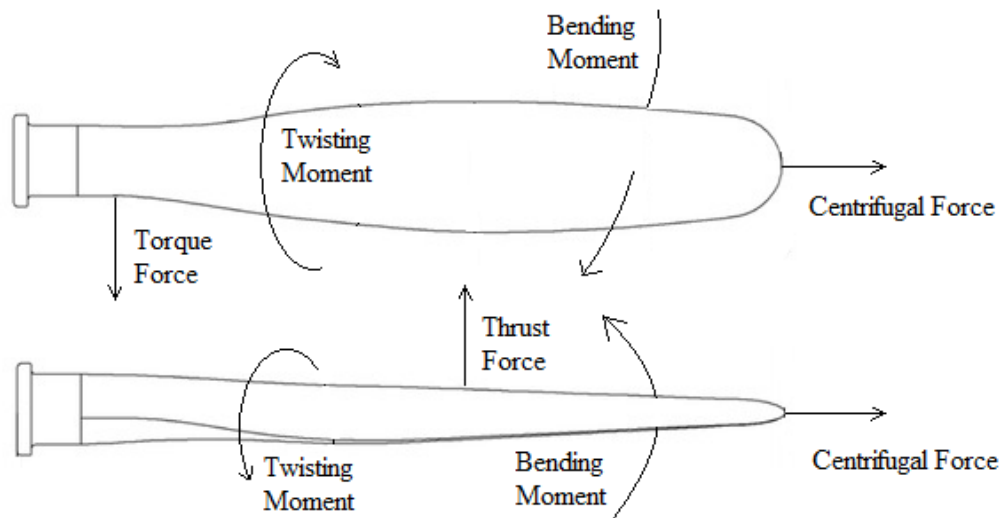 Bending
Moment
Twisting
Moment
Centrifugal Force
Torque
Force
Thrust
Force
Twisting
Moment
Bending
Moment
Centrifugal Force